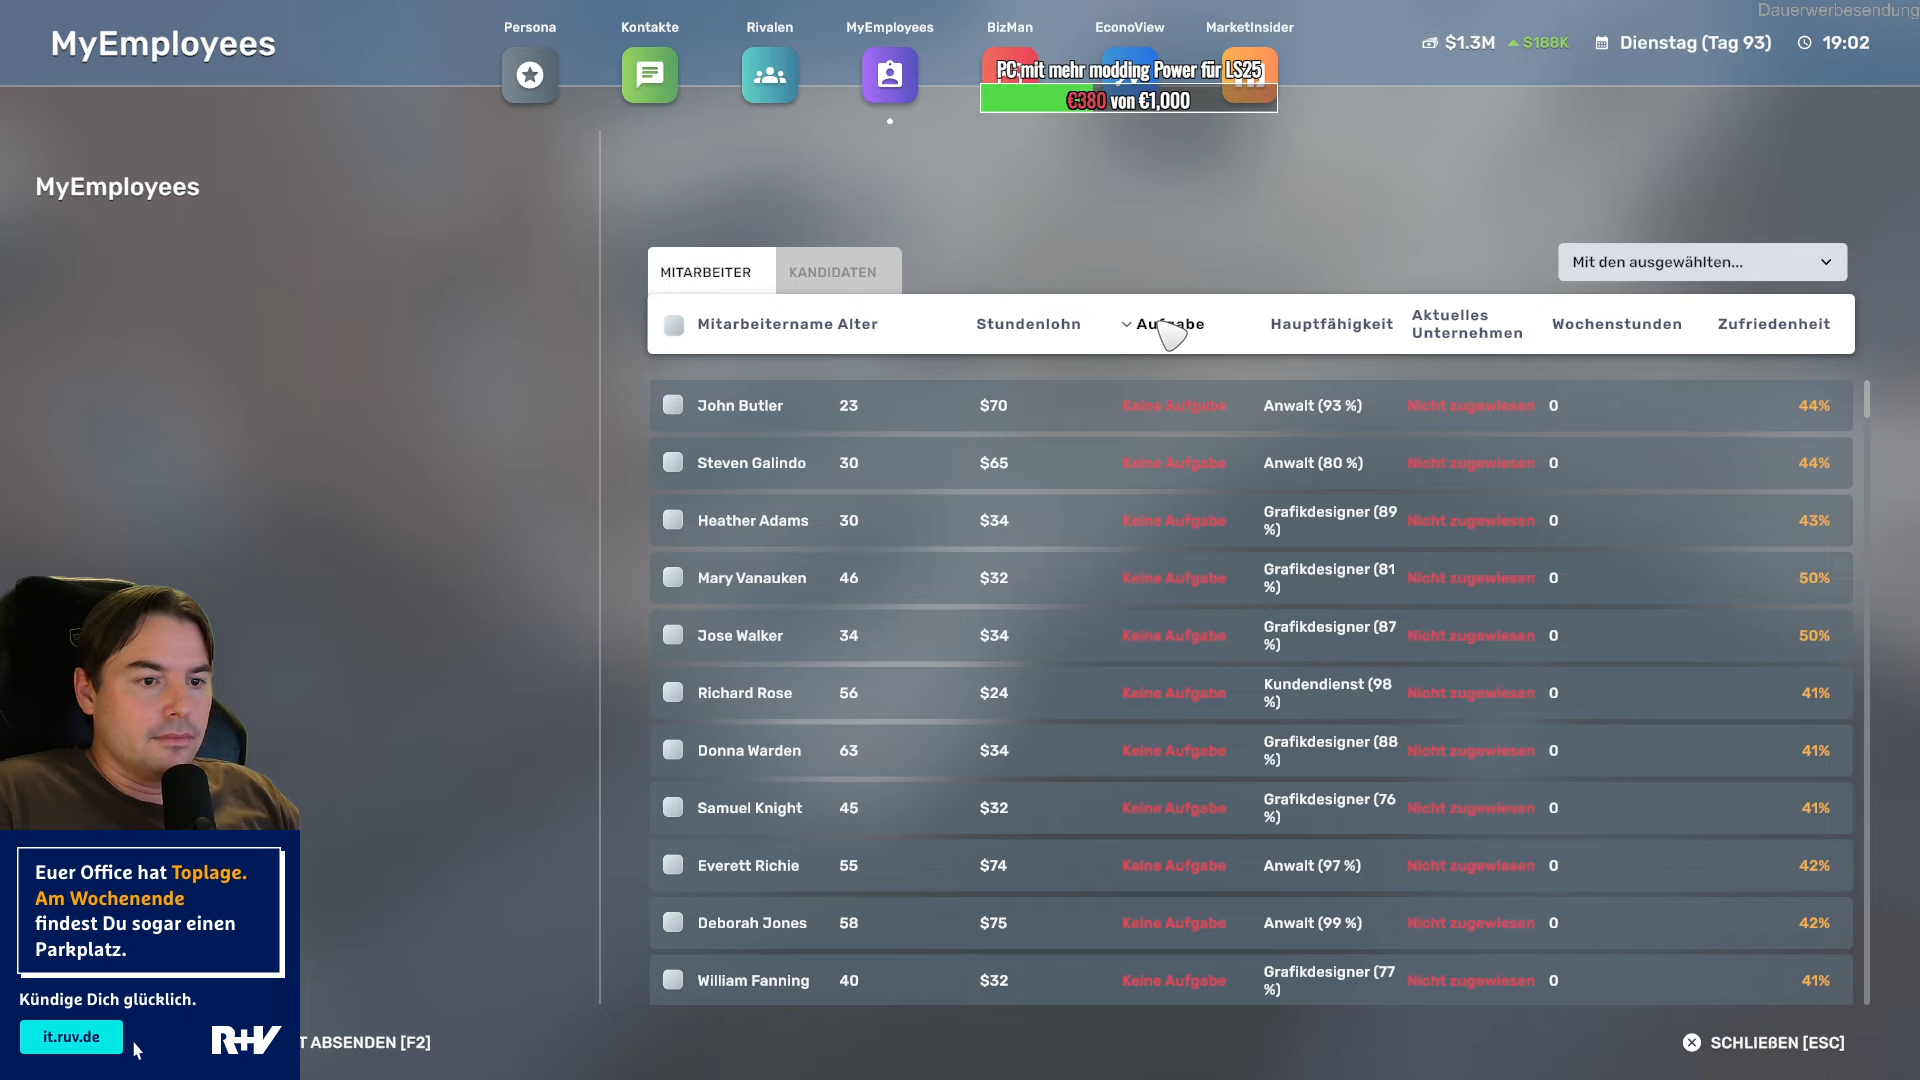 Dauerwerbesendung
MyEmployees
Persona
Kontakte
Rivalen
MyEmployees
BizMan
EconoView
MarketInsider
$1.3M
$188K
Dienstag (Tag 93)
19:02
PC mit mehr modding Power für LS25
€380 von €1,000
MyEmployees
MITARBEITER
KANDIDATEN
Mit den ausgewählten...
Mitarbeitername Alter Stundenlohn Aufgabe Hauptfähigkeit Aktuelles Unternehmen Wochenstunden Zufriedenheit
John Butler 23 $70 Keine Aufgabe Anwalt (93 %) Nicht zugewiesen 0 44%
Steven Galindo 30 $65 Keine Aufgabe Anwalt (80 %) Nicht zugewiesen 0 44%
Heather Adams 30 $34 Keine Aufgabe Grafikdesigner (89 %) Nicht zugewiesen 0 43%
Mary Vanauken 46 $32 Keine Aufgabe Grafikdesigner (81 %) Nicht zugewiesen 0 50%
Jose Walker 34 $34 Keine Aufgabe Grafikdesigner (87 %) Nicht zugewiesen 0 50%
Richard Rose 56 $24 Keine Aufgabe Kundendienst (98 %) Nicht zugewiesen 0 41%
Donna Warden 63 $34 Keine Aufgabe Grafikdesigner (88 %) Nicht zugewiesen 0 41%
Samuel Knight 45 $32 Keine Aufgabe Grafikdesigner (76 %) Nicht zugewiesen 0 41%
Everett Richie 55 $74 Keine Aufgabe Anwalt (97 %) Nicht zugewiesen 0 42%
Deborah Jones 58 $75 Keine Aufgabe Anwalt (99 %) Nicht zugewiesen 0 42%
William Fanning 40 $32 Keine Aufgabe Grafikdesigner (77 %) Nicht zugewiesen 0 41%
Euer Office hat Toplage.
Am Wochenende
findest Du sogar einen
Parkplatz.
Kündige Dich glücklich.
it.ruv.de
R+V
T ABSENDEN [F2]
SCHLIEßEN [ESC]